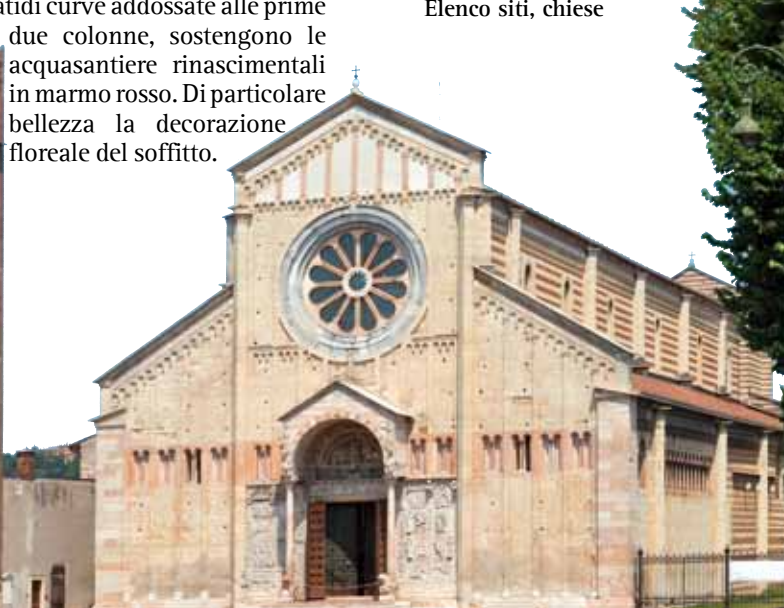 atidi curve addossate alle prime
due colonne, sostengono le
acquasantiere rinascimentali
in marmo rosso. Di particolare
bellezza la decorazione
floreale del soffitto.
Elenco siti, chiese